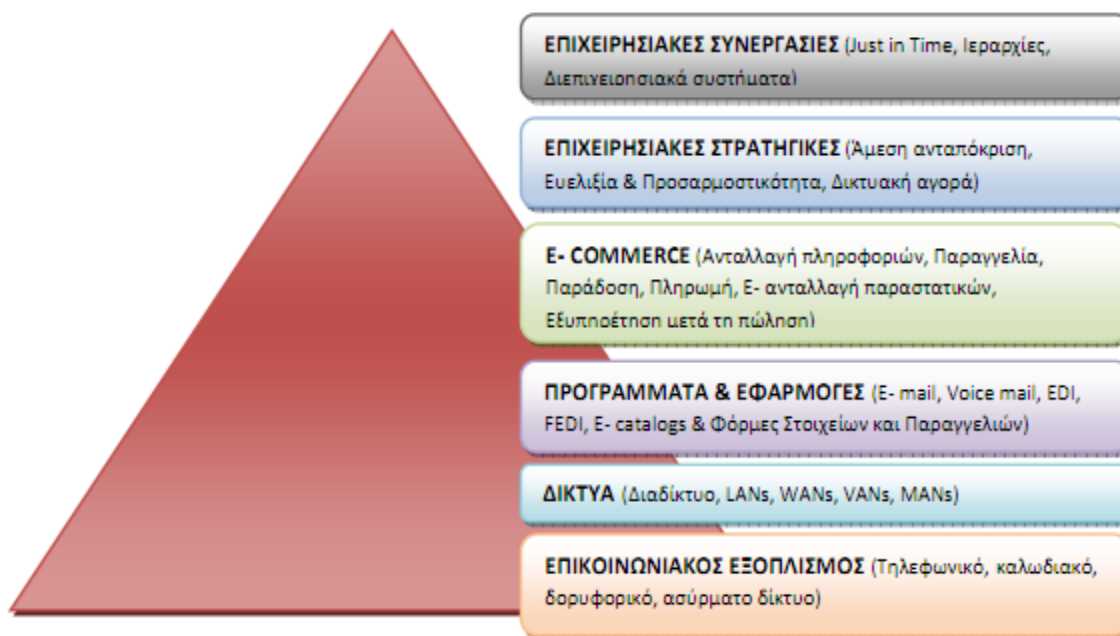 ΕΠΙΧΕΙΡΗΣΙΑΚΕΣ ΣΥΝΕΡΓΑΣΙΕΣ (Just in Time, Ιεραρχίες,
Διεπιχειρησιακά συστήματα)
ΕΠΙΧΕΙΡΗΣΙΑΚΕΣ ΣΤΡΑΤΗΓΙΚΕΣ (Άμεση ανταπόκριση,
Ευελιξία & Προσαρμοστικότητα, Δικτυακή αγορά)
E- COMMERCE (Ανταλλαγή πληροφοριών, Παραγγελία,
Παράδοση, Πληρωμή, Ε- ανταλλαγή παραστατικών,
Εξυπηρέτηση μετά τη πώληση)
ΠΡΟΓΡΑΜΜΑΤΑ & ΕΦΑΡΜΟΓΕΣ (E- mail, Voice mail, EDI,
FEDI, E- catalogs & Φόρμες Στοιχείων και Παραγγελιών)
ΔΙΚΤΥΑ (Διαδίκτυο, LANs, WANs, VANs, MANs)
ΕΠΙΚΟΙΝΩΝΙΑΚΟΣ ΕΞΟΠΛΙΣΜΟΣ (Τηλεφωνικό, καλωδιακό,
δορυφορικό, ασύρματο δίκτυο)